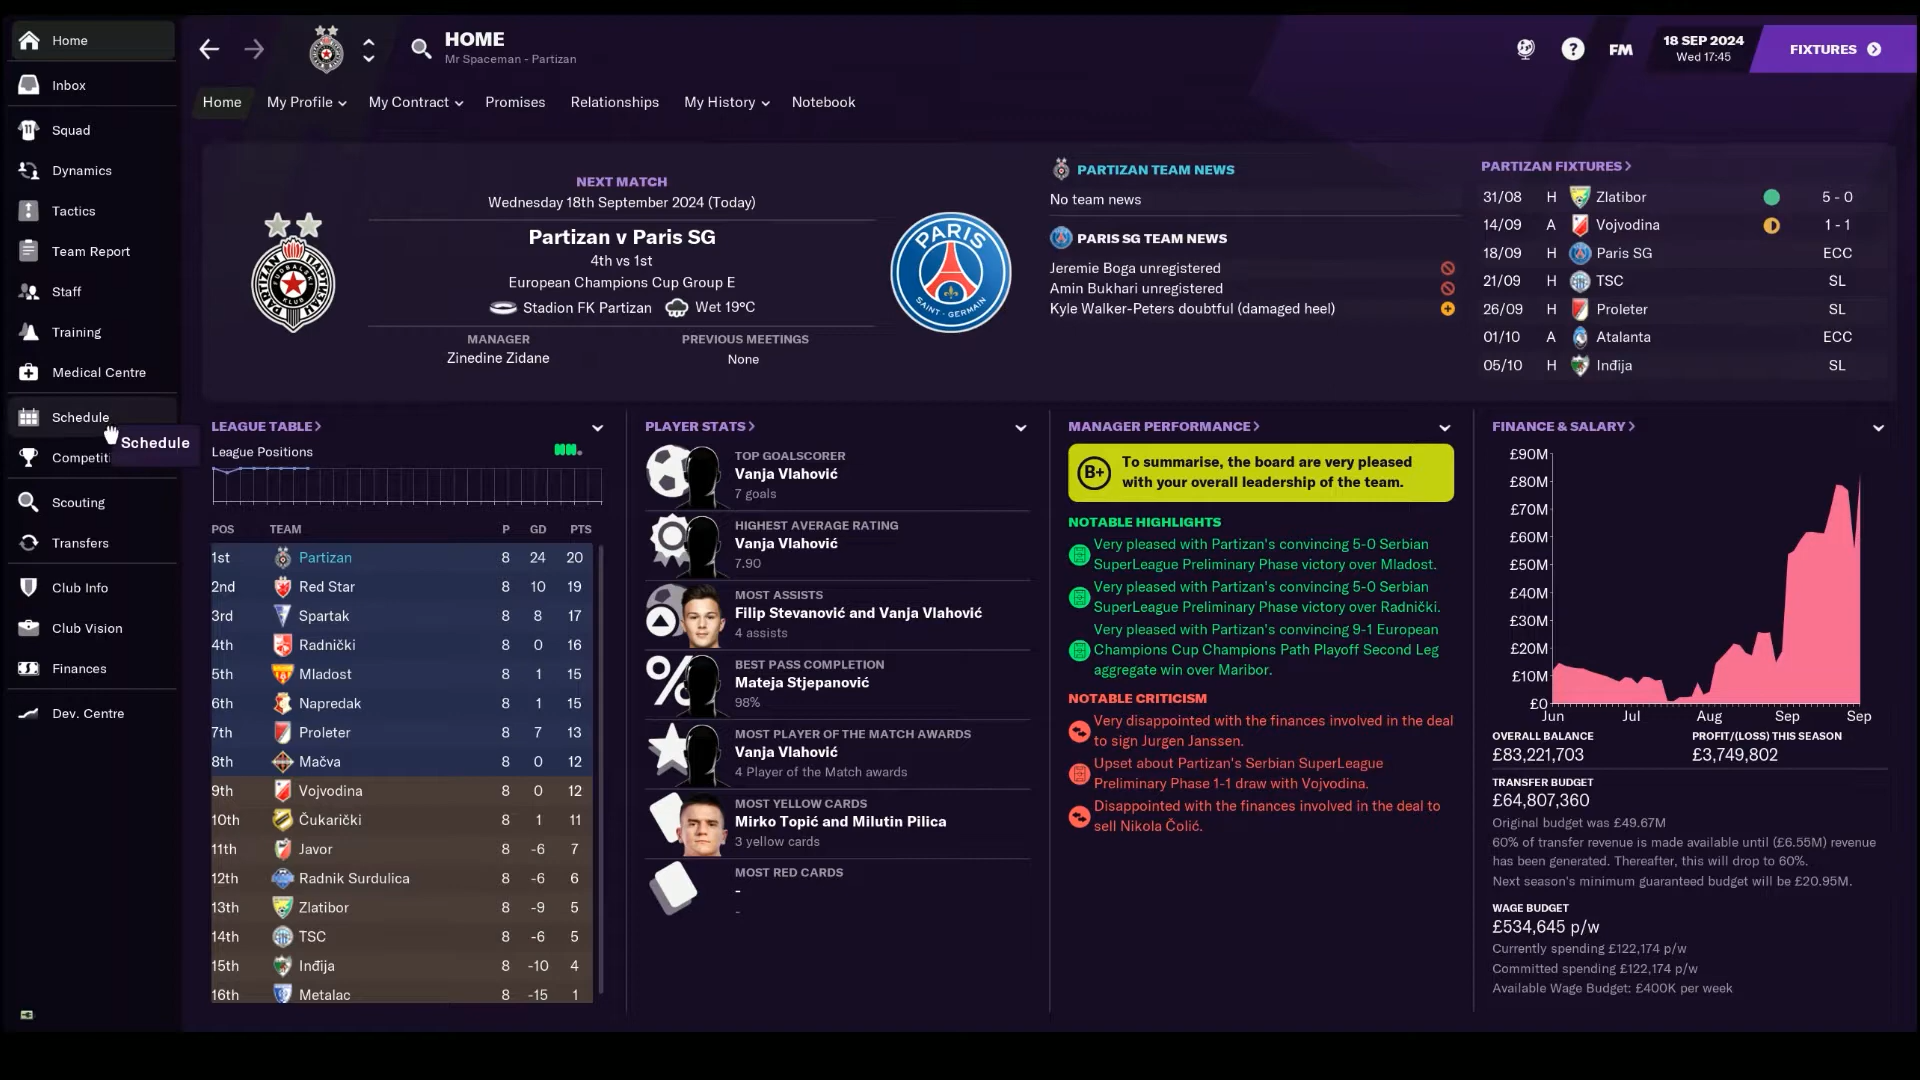 Home
Inbox
Squad
Dynamics
Tactics
Team Report
Staff
Training
Medical Centre
Schedule
Schedule
Competiti
Scouting
Transfers
Club Info
Club Vision
Finances
Dev. Centre
HOME
Mr Spaceman - Partizan
? FM
18 SEP 2024
Wed 17:45
FIXTURES
Home My Profile My Contract Promises Relationships My History Notebook
NEXT MATCH
Wednesday 18th September 2024 (Today)
Partizan v Paris SG
4th vs 1st
European Champions Cup Group E
Stadion FK Partizan Wet 19°C
MANAGER
Zinedine Zidane
PREVIOUS MEETINGS
None
PARIS
SAINT-GERMAIN
PARTIZAN TEAM NEWS
No team news
PARIS SG TEAM NEWS
Jeremie Boga unregistered
Amin Bukhari unregistered
Kyle Walker-Peters doubtful (damaged heel)
PARTIZAN FIXTURES
31/08 H Zlatibor 5 - 0
14/09 A Vojvodina 1 - 1
18/09 H Paris SG ECC
21/09 H TSC SL
26/09 H Proleter SL
01/10 A Atalanta ECC
05/10 H Inđija SL
LEAGUE TABLE
League Positions
POS TEAM P GD PTS
1st Partizan 8 24 20
2nd Red Star 8 10 19
3rd Spartak 8 8 17
4th Radnički 8 0 16
5th Mladost 8 1 15
6th Napredak 8 1 15
7th Proleter 8 7 13
8th Mačva 8 0 12
9th Vojvodina 8 0 12
10th Čukarički 8 1 11
11th Javor 8 -6 7
12th Radnik Surdulica 8 -6 6
13th Zlatibor 8 -9 5
14th TSC 8 -6 5
15th Inđija 8 -10 4
16th Metalac 8 -15 1
PLAYER STATS
TOP GOALSCORER
Vanja Vlahović
7 goals
HIGHEST AVERAGE RATING
Vanja Vlahović
7.90
MOST ASSISTS
Filip Stevanović and Vanja Vlahović
4 assists
BEST PASS COMPLETION
Mateja Stjepanović
98%
MOST PLAYER OF THE MATCH AWARDS
Vanja Vlahović
4 Player of the Match awards
MOST YELLOW CARDS
Mirko Topić and Milutin Pilica
3 yellow cards
MOST RED CARDS
-
-
MANAGER PERFORMANCE
B+
To summarise, the board are very pleased
with your overall leadership of the team.
NOTABLE HIGHLIGHTS
Very pleased with Partizan's convincing 5-0 Serbian
SuperLeague Preliminary Phase victory over Mladost.
Very pleased with Partizan's convincing 5-0 Serbian
SuperLeague Preliminary Phase victory over Radnički.
Very pleased with Partizan's convincing 9-1 European
Champions Cup Champions Path Playoff Second Leg
aggregate win over Maribor.
NOTABLE CRITICISM
Very disappointed with the finances involved in the deal
to sign Jurgen Janssen.
Upset about Partizan's Serbian SuperLeague
Preliminary Phase 1-1 draw with Vojvodina.
Disappointed with the finances involved in the deal to
sell Nikola Čolić.
FINANCE & SALARY
£90M
£80M
£70M
£60M
£50M
£40M
£30M
£20M
£10M
£0
Jun Jul Aug Sep Sep
OVERALL BALANCE
£83,221,703
PROFIT/(LOSS) THIS SEASON
£3,749,802
TRANSFER BUDGET
£64,807,360
Original budget was £49.67M
60% of transfer revenue is made available until (£6.55M) revenue
has been generated. Thereafter, this will drop to 60%.
Next season's minimum guaranteed budget will be £20.95M.
WAGE BUDGET
£534,645 p/w
Currently spending £122,174 p/w
Committed spending £122,174 p/w
Available Wage Budget: £400K per week